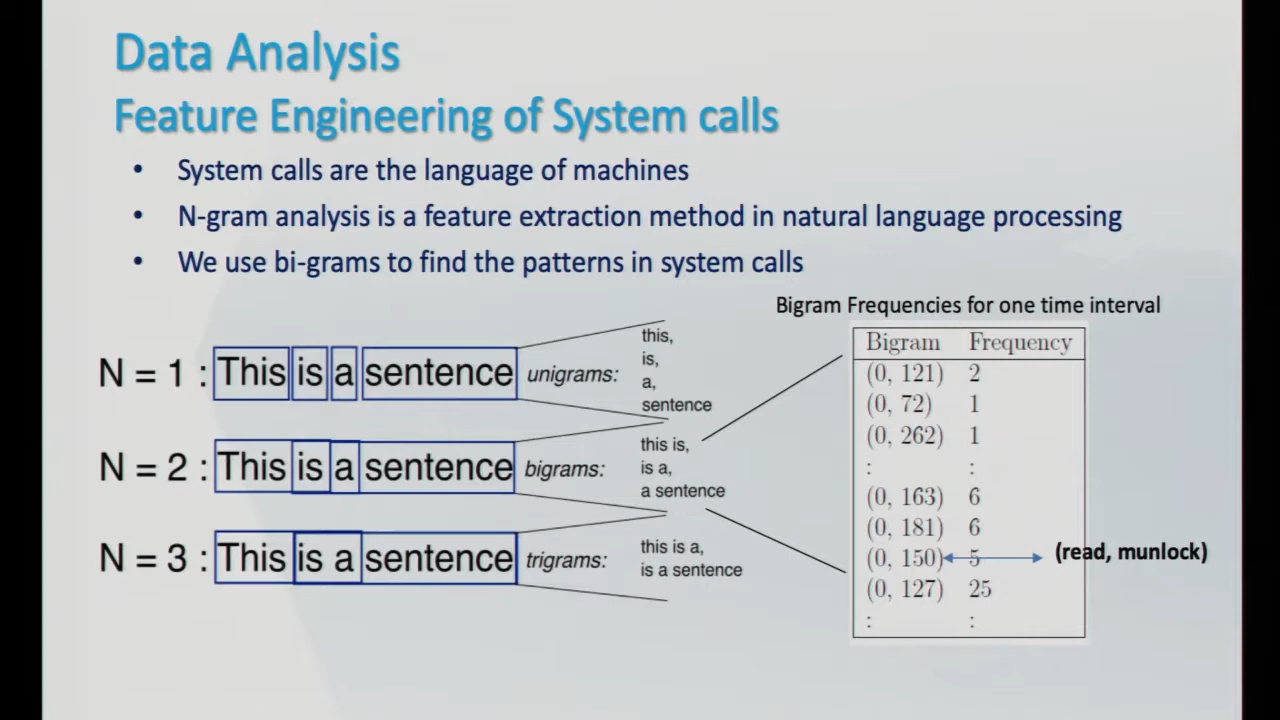 Data Analysis
Feature Engineering of System calls
• System calls are the language of machines
• N-gram analysis is a feature extraction method in natural language processing
• We use bi-grams to find the patterns in system calls
N = 1 : This is a sentence unigrams:
this,
is,
a,
sentence
N = 2 : This is a sentence bigrams:
this is,
is a,
a sentence
N = 3 : This is a sentence trigrams:
this is a,
is a sentence
Bigram Frequencies for one time interval
Bigram Frequency
(0, 121) 2
(0, 72) 1
(0, 262) 1
: :
(0, 163) 6
(0, 181) 6
(0, 150) 5 (read, munlock)
(0, 127) 25
: :